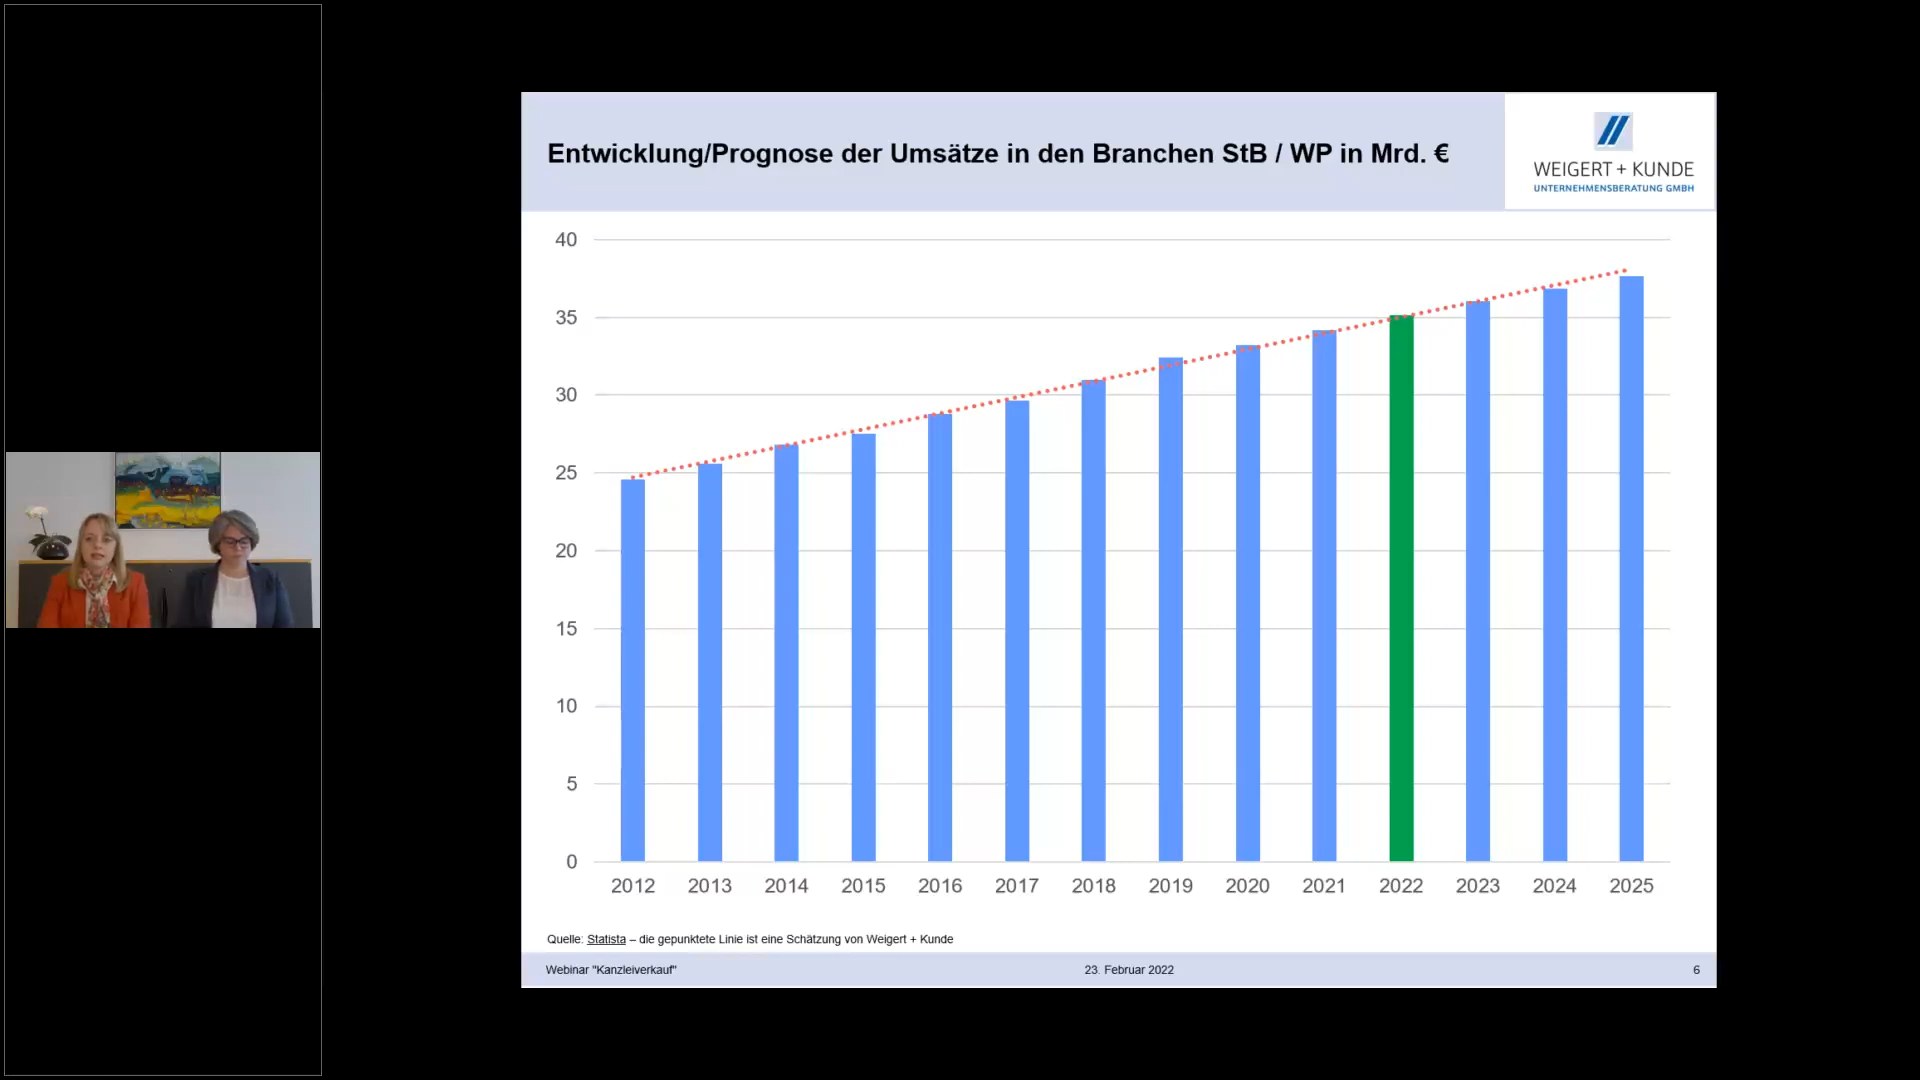 Entwicklung/Prognose der Umsätze in den Branchen StB / WP in Mrd. €
WEIGERT + KUNDE
UNTERNEHMENSBERATUNG GMBH
40
35
30
25
20
15
10
5
0
2012 2013 2014 2015 2016 2017 2018 2019 2020 2021 2022 2023 2024 2025
Quelle: Statista – die gepunktete Linie ist eine Schätzung von Weigert + Kunde
Webinar "Kanzleiverkauf" 23. Februar 2022 6